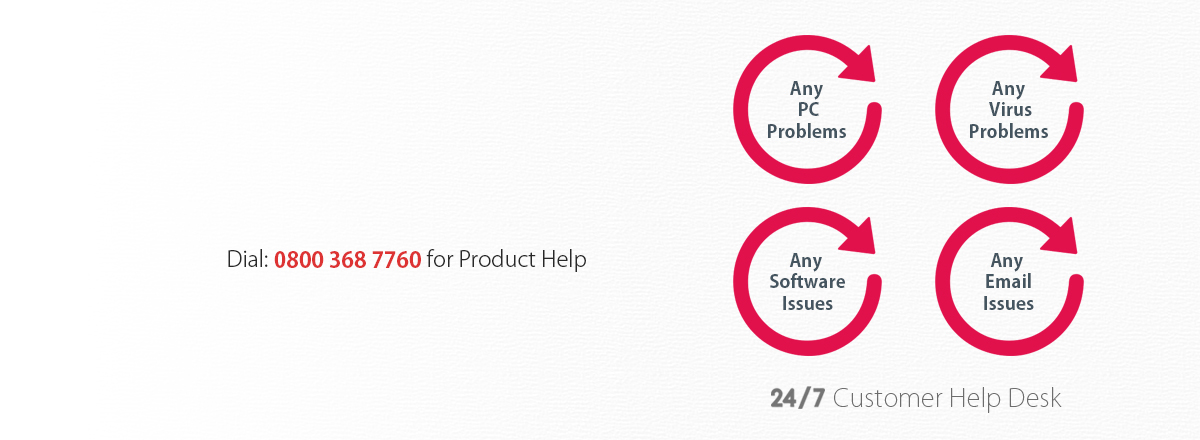 Any
PC
Problems
Any
Virus
Problems
Dial: 0800 368 7760 for Product Help
Any
Software
Issues
Any
Email
Issues
24/7 Customer Help Desk